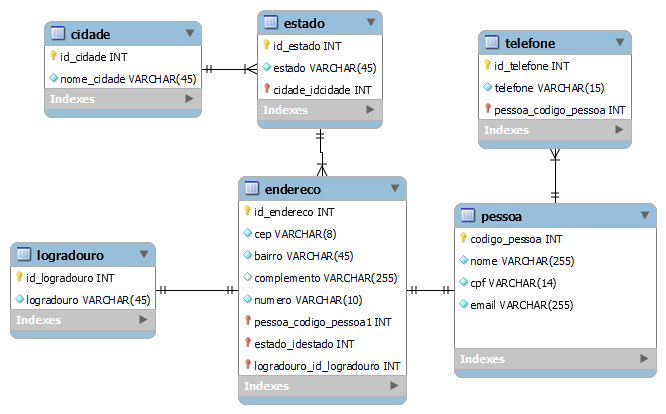 cidade
id_cidade INT
nome_cidade VARCHAR(45)
Indexes
estado
id_estado INT
estado VARCHAR(45)
cidade_idcidade INT
Indexes
telefone
id_telefone INT
telefone VARCHAR(15)
pessoa_codigo_pessoa INT
Indexes
logradouro
id_logradouro INT
logradouro VARCHAR(45)
Indexes
endereco
id_endereco INT
cep VARCHAR(8)
bairro VARCHAR(45)
complemento VARCHAR(255)
numero VARCHAR(10)
pessoa_codigo_pessoa1 INT
estado_idestado INT
logradouro_id_logradouro INT
Indexes
pessoa
codigo_pessoa INT
nome VARCHAR(255)
cpf VARCHAR(14)
email VARCHAR(255)
Indexes